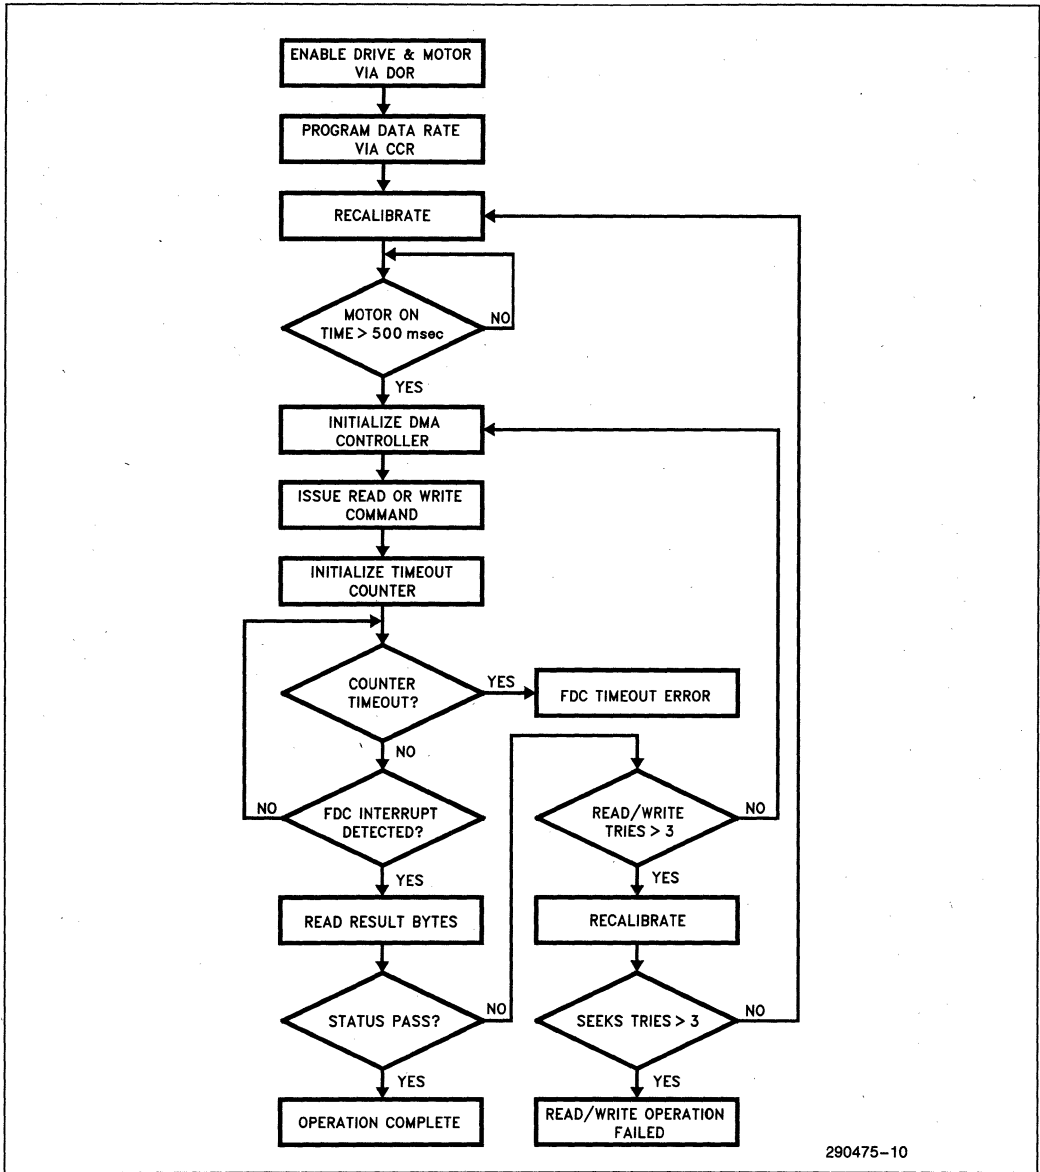 ENABLE DRIVE & MOTOR
VIA DOR
PROGRAM DATA RATE
VIA CCR
RECALIBRATE
MOTOR ON
TIME > 500 msec
NO
YES
INITIALIZE DMA
CONTROLLER
ISSUE READ OR WRITE
COMMAND
INITIALIZE TIMEOUT
COUNTER
COUNTER
TIMEOUT?
YES
FDC TIMEOUT ERROR
NO
FDC INTERRUPT
DETECTED?
NO
YES
READ/WRITE
TRIES > 3
NO
YES
READ RESULT BYTES
RECALIBRATE
STATUS PASS?
NO
YES
SEEKS TRIES > 3
NO
YES
OPERATION COMPLETE
READ/WRITE OPERATION
FAILED
290475-10